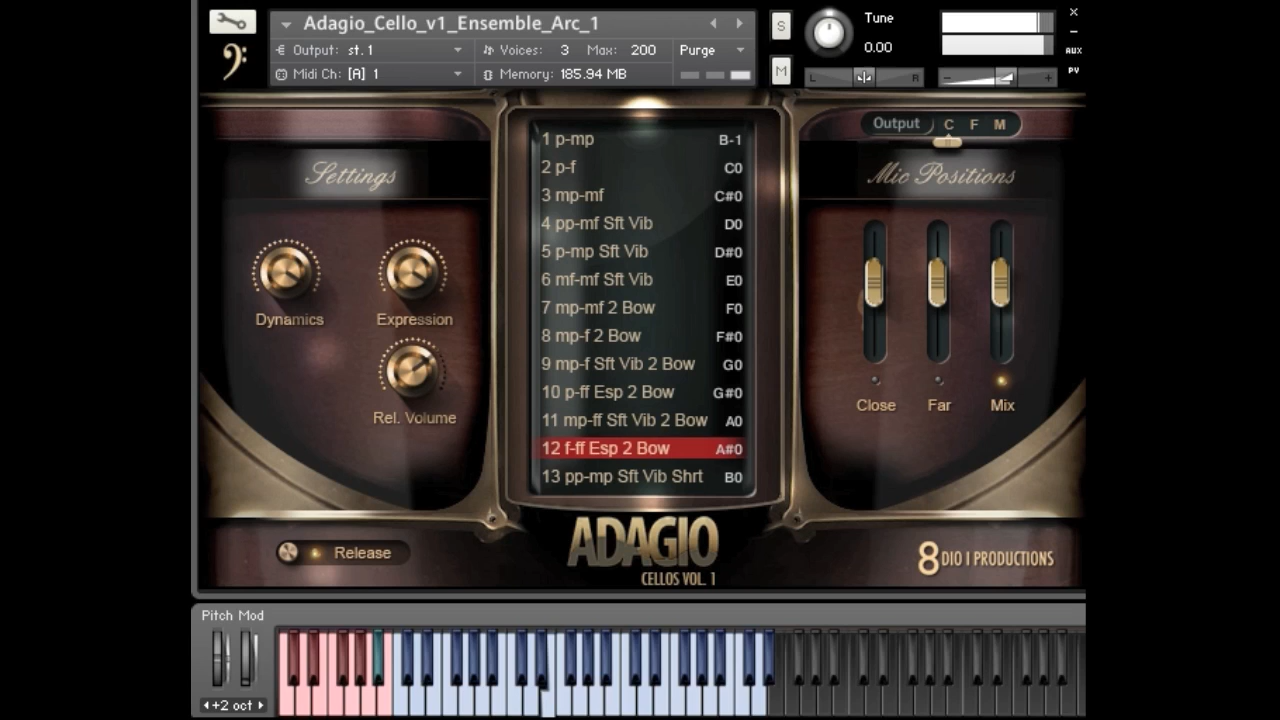 Adagio_Cello_v1_Ensemble_Arc_1
Output: st.1 Voices: 3 Max: 200 Purge
Midi Ch: [A] 1 Memory: 185.94 MB
S
M
Tune
0.00
L R
- +
×
-
AUX
PV
Output C F M
Settings
Dynamics
Expression
Rel. Volume
Release
1 p-mp B-1
2 p-f C0
3 mp-mf C#0
4 pp-mf Sft Vib D0
5 p-mp Sft Vib D#0
6 mf-mf Sft Vib E0
7 mp-mf 2 Bow F0
8 mp-f 2 Bow F#0
9 mp-f Sft Vib 2 Bow G0
10 p-ff Esp 2 Bow G#0
11 mp-ff Sft Vib 2 Bow A0
12 f-ff Esp 2 Bow A#0
13 pp-mp Sft Vib Shrt B0
Mic Positions
Close Far Mix
ADAGIO
CELLOS VOL. 1
8DIO | PRODUCTIONS
Pitch Mod
+2 oct